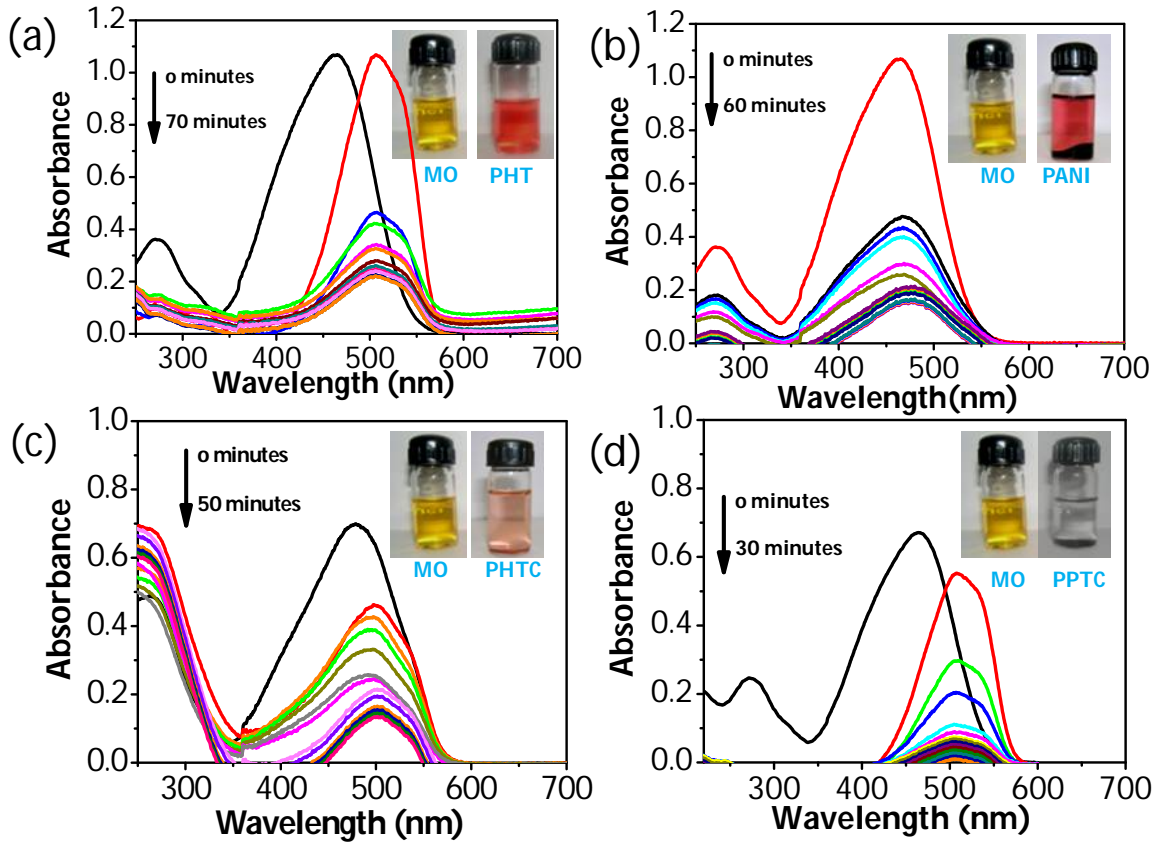 (a)
1.2
1.0
0.8
0.6
0.4
0.2
0.0
Absorbance
o minutes
70 minutes
MO PHT
300 400 500 600 700
Wavelength (nm)
(b)
1.2
1.0
0.8
0.6
0.4
0.2
0.0
Absorbance
o minutes
60 minutes
MO PANI
300 400 500 600 700
Wavelength(nm)
(c)
1.0
0.8
0.6
0.4
0.2
0.0
Absorbance
o minutes
50 minutes
MO PHTC
300 400 500 600 700
Wavelength (nm)
(d)
1.0
0.8
0.6
0.4
0.2
0.0
Absorbance
o minutes
30 minutes
MO PPTC
300 400 500 600 700
Wavelength (nm)